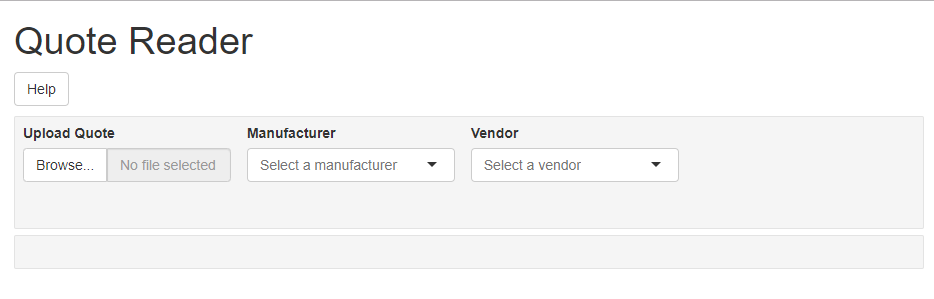 Quote Reader
Help
Upload Quote Manufacturer Vendor
Browse... No file selected Select a manufacturer Select a vendor